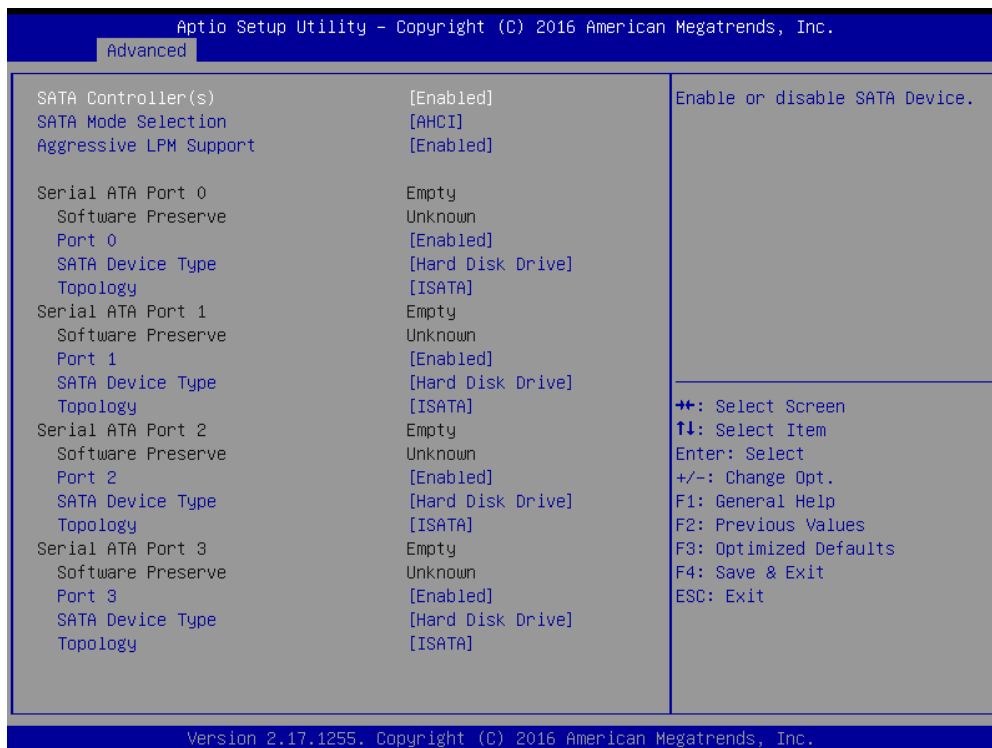 Aptio Setup Utility – Copyright (C) 2016 American Megatrends, Inc.
Advanced
SATA Controller(s) [Enabled]
SATA Mode Selection [AHCI]
Aggressive LPM Support [Enabled]
Serial ATA Port 0 Empty
Software Preserve Unknown
Port 0 [Enabled]
SATA Device Type [Hard Disk Drive]
Topology [ISATA]
Serial ATA Port 1 Empty
Software Preserve Unknown
Port 1 [Enabled]
SATA Device Type [Hard Disk Drive]
Topology [ISATA]
Serial ATA Port 2 Empty
Software Preserve Unknown
Port 2 [Enabled]
SATA Device Type [Hard Disk Drive]
Topology [ISATA]
Serial ATA Port 3 Empty
Software Preserve Unknown
Port 3 [Enabled]
SATA Device Type [Hard Disk Drive]
Topology [ISATA]
Enable or disable SATA Device.
→←: Select Screen
↑↓: Select Item
Enter: Select
+/-: Change Opt.
F1: General Help
F2: Previous Values
F3: Optimized Defaults
F4: Save & Exit
ESC: Exit
Version 2.17.1255. Copyright (C) 2016 American Megatrends, Inc.